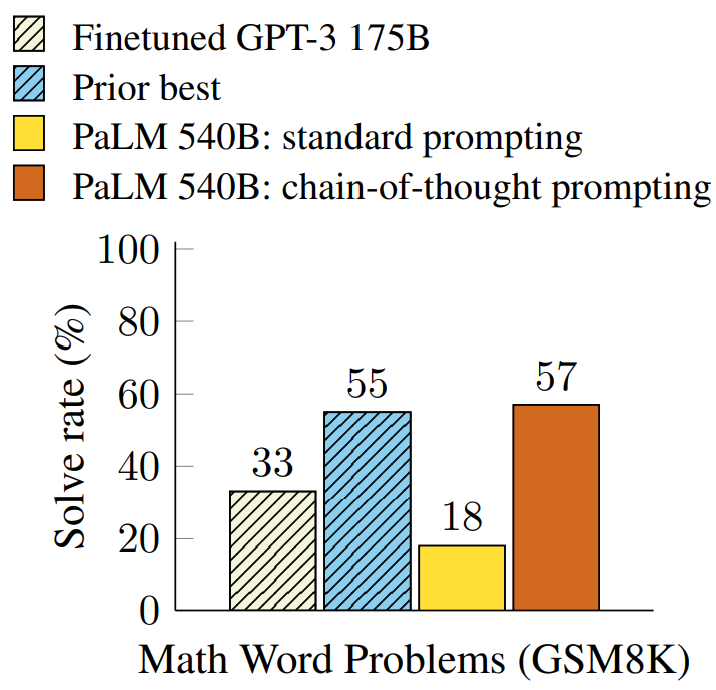 Finetuned GPT-3 175B
Prior best
PaLM 540B: standard prompting
PaLM 540B: chain-of-thought prompting
100
80
60
40
20
0
Solve rate (%)
33
55
18
57
Math Word Problems (GSM8K)